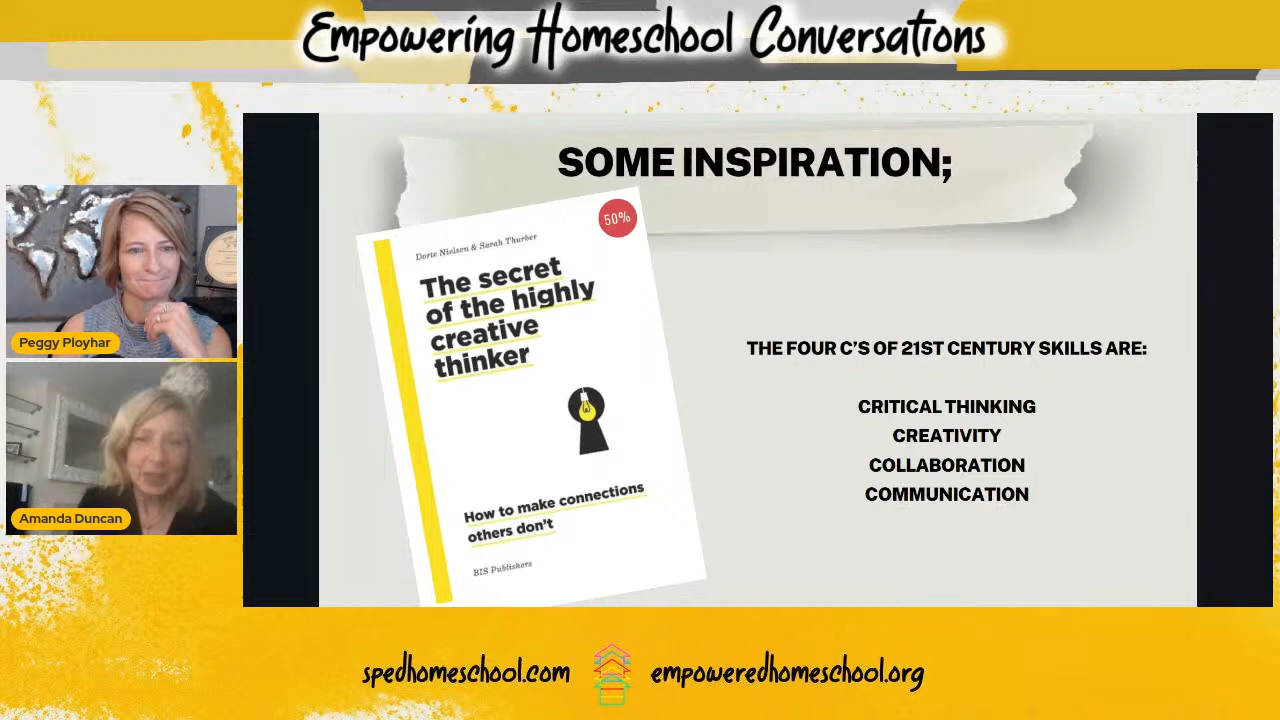 Empowering Homeschool Conversations
SOME INSPIRATION;
50%
Dorte Nielsen & Sarah Thurber
The secret
of the highly
creative
thinker
How to make connections
others don't
BIS Publishers
THE FOUR C'S OF 21ST CENTURY SKILLS ARE:
CRITICAL THINKING
CREATIVITY
COLLABORATION
COMMUNICATION
Peggy Ployhar
Amanda Duncan
spedhomeschool.com
empoweredhomeschool.org